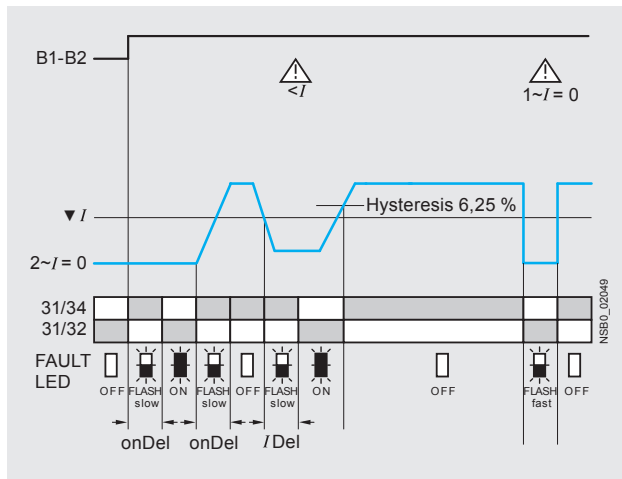 B1-B2
<I
1~I = 0
▼ I
Hysteresis 6,25 %
2~I = 0
31/34
31/32
FAULT
LED
OFF FLASH ON FLASH OFF FLASH ON OFF FLASH OFF
slow slow slow fast
onDel onDel I Del
NSB0_02049